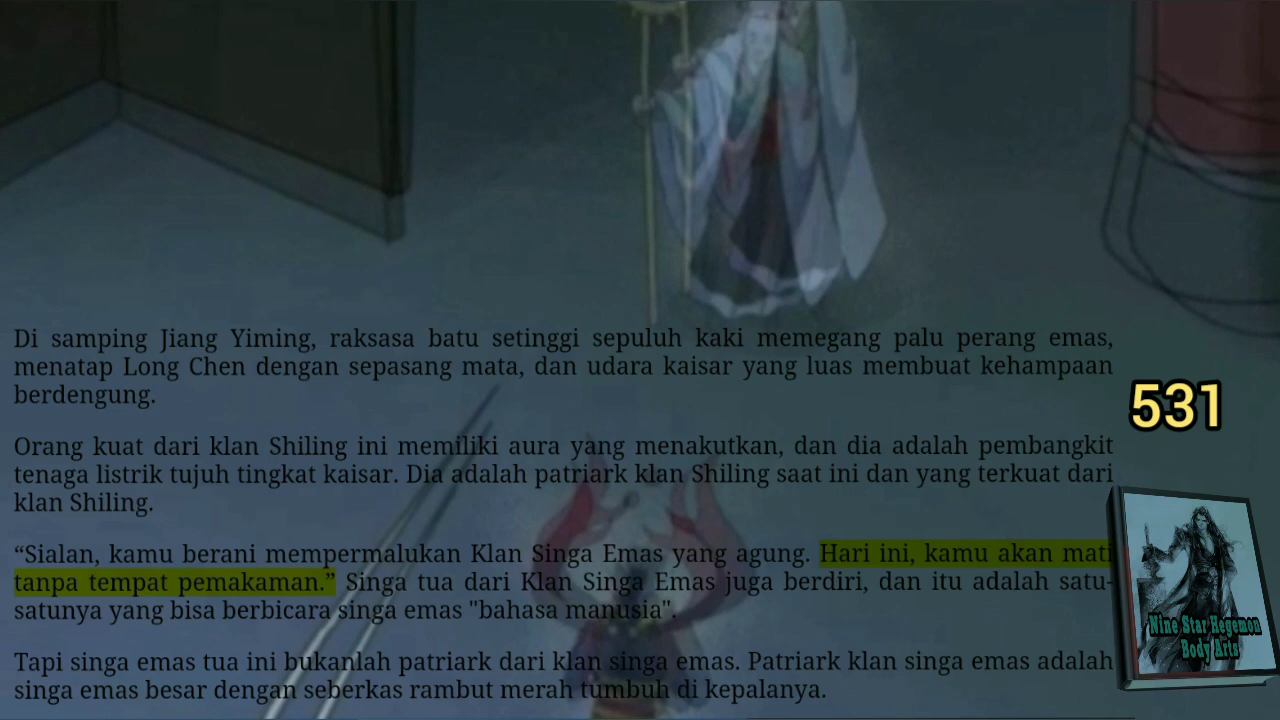 Di samping Jiang Yiming, raksasa batu setinggi sepuluh kaki memegang palu perang emas,
menatap Long Chen dengan sepasang mata, dan udara kaisar yang luas membuat kehampaan
berdengung.
Orang kuat dari klan Shiling ini memiliki aura yang menakutkan, dan dia adalah pembangkit
tenaga listrik tujuh tingkat kaisar. Dia adalah patriark klan Shiling saat ini dan yang terkuat dari
klan Shiling.
“Sialan, kamu berani mempermalukan Klan Singa Emas yang agung. Hari ini, kamu akan mati
tanpa tempat pemakaman.” Singa tua dari Klan Singa Emas juga berdiri, dan itu adalah satu-
satunya yang bisa berbicara singa emas "bahasa manusia".
Tapi singa emas tua ini bukanlah patriark dari klan singa emas. Patriark klan singa emas adalah
singa emas besar dengan seberkas rambut merah tumbuh di kepalanya.
531
Nine Star Hegemon
Body Arts